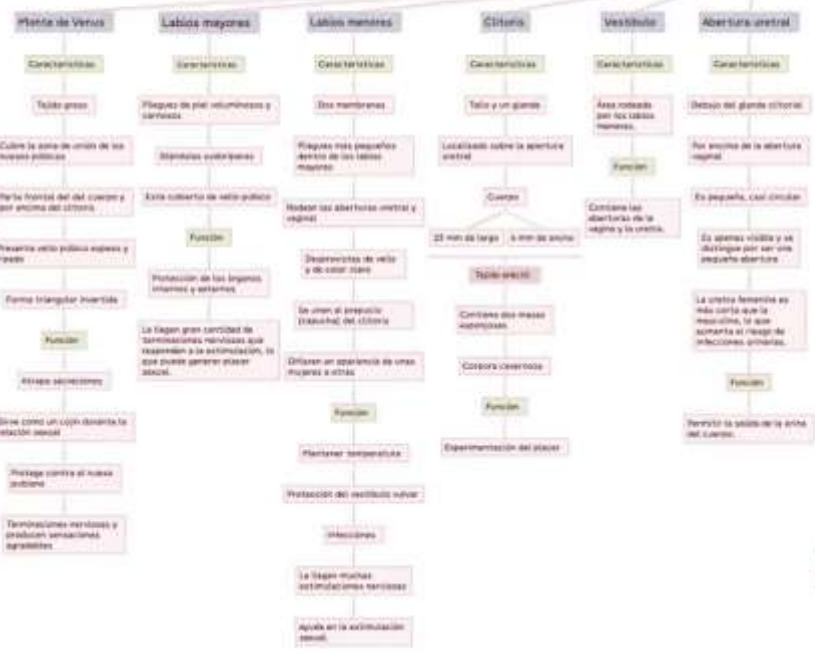 Monte de Venus
Características
Tejido graso
Cubre la zona de unión de los
huesos púbicos
Parte frontal del del cuerpo y
por encima del clítoris
Presenta vello púbico espeso y
rizado
Forma triangular invertida
Función
Atrapa secreciones
Sirve como un cojín durante la
relación sexual
Protege contra el hueso
pubiano
Terminaciones nerviosas y
producen sensaciones
agradables
Labios mayores
Características
Pliegues de piel voluminosos y
carnosos
Glándulas sudoríparas
Está cubierto de vello púbico
Función
Protección de los órganos
internos y externos
Le llegan gran cantidad de
terminaciones nerviosas que
responden a la estimulación, lo
que puede generar placer
sexual.
Labios menores
Características
Dos membranas
Pliegues más pequeños
dentro de los labios
mayores
Rodean las aberturas uretral y
vaginal
Desprovistos de vello
y de color claro
Se unen al prepucio
(capucha) del clítoris
Difieren en apariencia de unas
mujeres a otras
Función
Mantener temperatura
Protección del vestíbulo vulvar
Infecciones
Le llegan muchas
estimulaciones nerviosas
Ayuda en la estimulación
sexual.
Clítoris
Características
Tallo y un glande
Localizado sobre la apertura
uretral
Cuerpo
25 mm de largo
6 mm de ancho
Tejido eréctil
Contiene dos masas
esponjosas
Corpora cavernosa
Función
Experimentación del placer
Vestíbulo
Características
Área rodeada
por los labios
menores.
Función
Contiene las
aberturas de la
vagina y la uretra.
Abertura uretral
Características
Debajo del glande clitorial
Por encima de la abertura
vaginal
Es pequeña, casi circular
Es apenas visible y se
distingue por ser una
pequeña abertura
La uretra femenina es
más corta que la
masculina, lo que
aumenta el riesgo de
infecciones urinarias.
Función
Permitir la salida de la orina
del cuerpo.